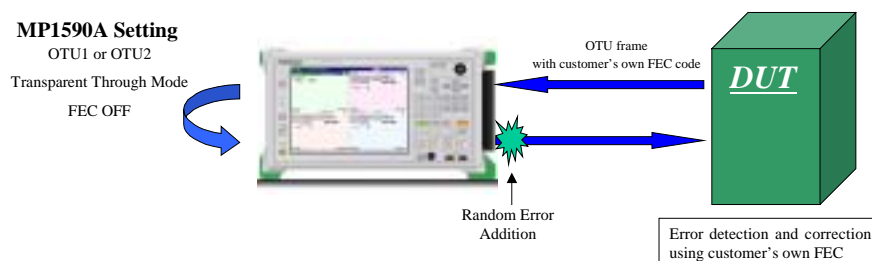 MP1590A Setting
OTU1 or OTU2
Transparent Through Mode
FEC OFF
OTU frame
with customer's own FEC code
DUT
Random Error
Addition
Error detection and correction
using customer's own FEC